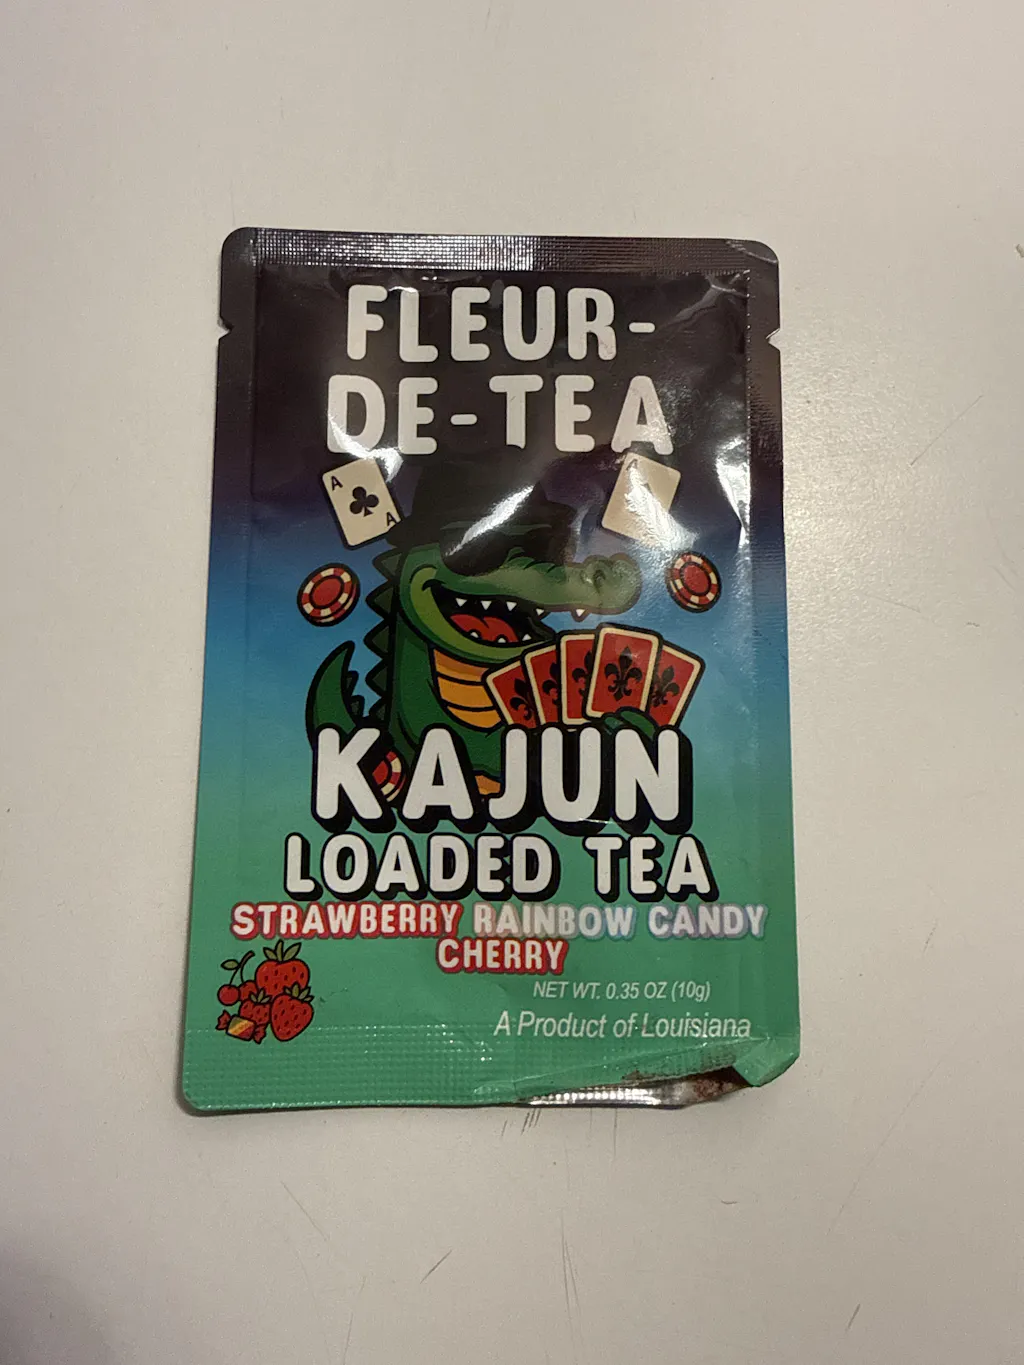 FLEUR-
DE-TEA
A
A
KAJUN
LOADED TEA
STRAWBERRY RAINBOW CANDY
CHERRY
NET WT. 0.35 OZ (10g)
A Product of Louisiana